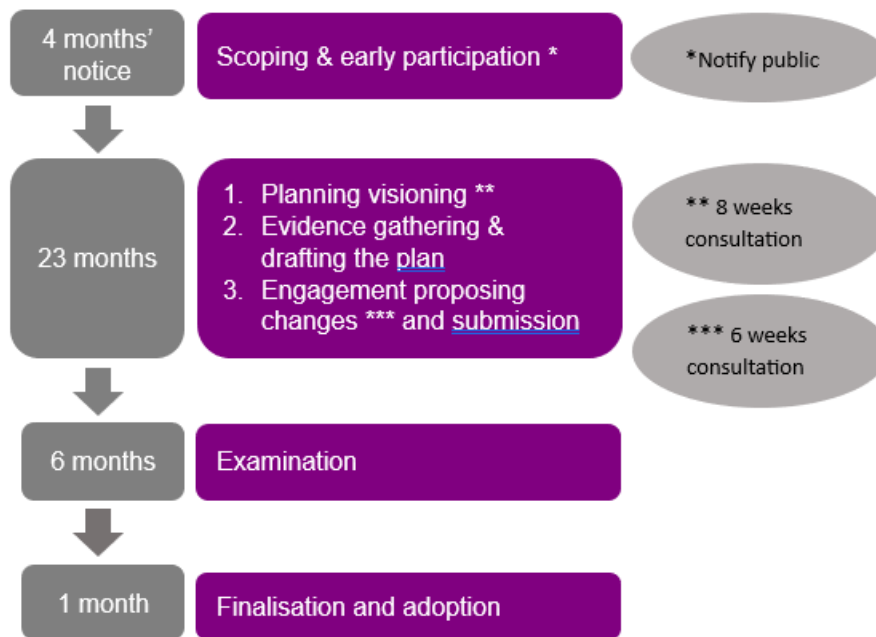 4 months’
notice
Scoping & early participation *
*Notify public
23 months
1. Planning visioning **
2. Evidence gathering &
drafting the plan
3. Engagement proposing
changes *** and submission
** 8 weeks
consultation
*** 6 weeks
consultation
6 months
Examination
1 month
Finalisation and adoption